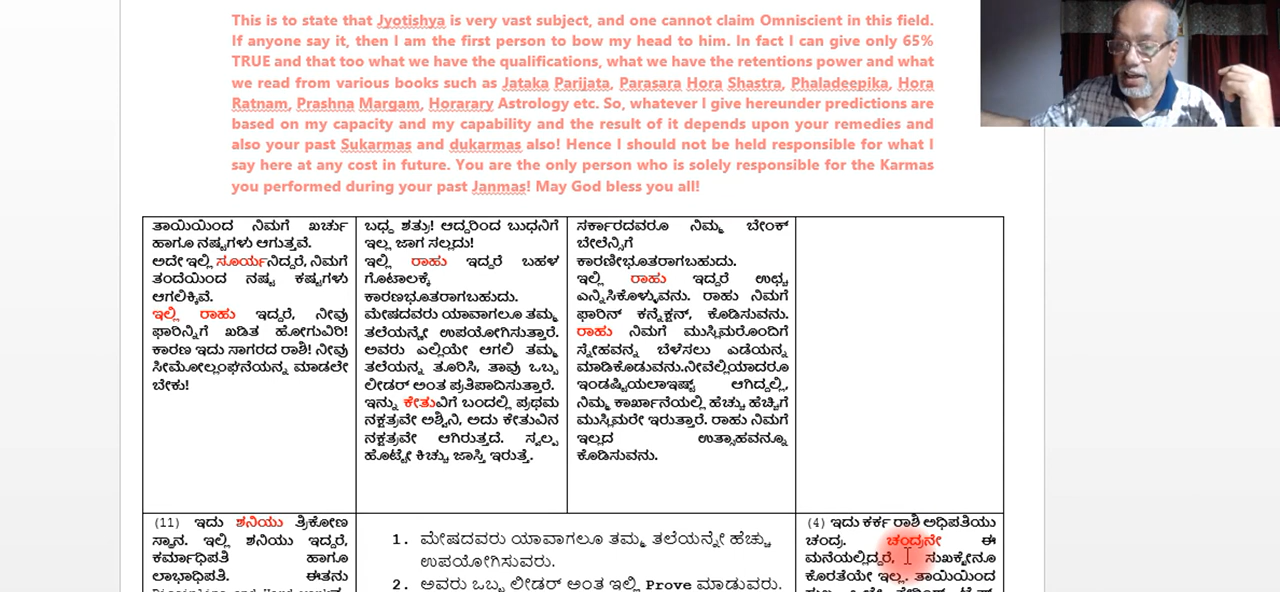 This is to state that Jyotishya is very vast subject, and one cannot claim Omniscient in this field.
If anyone say it, then I am the first person to bow my head to him. In fact I can give only 65%
TRUE and that too what we have the qualifications, what we have the retentions power and what
we read from various books such as Jataka Parijata, Parasara Hora Shastra, Phaladeepika, Hora
Ratnam, Prashna Margam, Horarary Astrology etc. So, whatever I give hereunder predictions are
based on my capacity and my capability and the result of it depends upon your remedies and
also your past Sukarmas and dukarmas also! Hence I should not be held responsible for what I
say here at any cost in future. You are the only person who is solely responsible for the Karmas
you performed during your past Janmas! May God bless you all!
ತಾಯಿಯಿಂದ ನಿಮಗೆ ಖರ್ಚು
ಹಾಗೂ ನಷ್ಟಗಳು ಆಗುತ್ತವೆ.
ಅದೇ ಇಲ್ಲಿ ಸೂರ್ಯನಿದ್ದರೆ, ನಿಮಗೆ
ತಂದೆಯಿಂದ ನಷ್ಟ ಕಷ್ಟಗಳು
ಆಗಲಿಕ್ಕಿವೆ.
ಇಲ್ಲಿ ರಾಹು ಇದ್ದರೆ, ನೀವು
ಫಾರಿನ್ನಿಗೆ ಖಡಿತ ಹೋಗುವಿರಿ!
ಕಾರಣ ಇದು ಸಾಗರದ ರಾಶಿ! ನೀವು
ಸೀಮೋಲ್ಲಂಘನೆಯನ್ನ ಮಾಡಲೇ
ಬೇಕು!
ಬದ್ಧ ಶತ್ರು! ಆದ್ದರಿಂದ ಬುಧನಿಗೆ
ಇಲ್ಲಿ ಜಾಗ ಸಲ್ಲದು!
ಇಲ್ಲಿ ರಾಹು ಇದ್ದರೆ ಬಹಳ
ಗೊಟಾಲಕ್ಕೆ
ಕಾರಣಭೂತರಾಗಬಹುದು.
ಮೇಷದವರು ಯಾವಾಗಲೂ ತಮ್ಮ
ತಲೆಯನ್ನೇ ಉಪಯೋಗಿಸುತ್ತಾರೆ.
ಅವರು ಎಲ್ಲಿಯೇ ಆಗಲಿ ತಮ್ಮ
ತಲೆಯನ್ನ ತೂರಿಸಿ, ತಾವು ಒಬ್ಬ
ಲೀಡರ್ ಅಂತ ಪ್ರತಿಪಾದಿಸುತ್ತಾರೆ.
ಇನ್ನು ಕೇತುವಿಗೆ ಬಂದಲ್ಲಿ ಪ್ರಥಮ
ನಕ್ಷತ್ರವೇ ಅಶ್ವಿನಿ, ಅದು ಕೇತುವಿನ
ನಕ್ಷತ್ರವೇ ಆಗಿರುತ್ತದೆ. ಸ್ವಲ್ಪ
ಹೊಟ್ಟೇ ಕಿಚ್ಚು ಜಾಸ್ತಿ ಇರುತ್ತೆ.
ಸರ್ಕಾರದವರೂ ನಿಮ್ಮ ಬೇಂಕ್
ಬೇಲೆನ್ಸಿಗೆ
ಕಾರಣೀಭೂತರಾಗಬಹುದು.
ಇಲ್ಲಿ ರಾಹು ಇದ್ದರೆ ಉಛ್ಛ
ಎನ್ನಿಸಿಕೊಳ್ಳುವನು. ರಾಹು ನಿಮಗೆ
ಫಾರಿನ್ ಕನ್ನೆಕ್ಷನ್, ಕೊಡಿಸುವನು.
ರಾಹು ನಿಮಗೆ ಮುಸ್ಲಿಮರೊಂದಿಗೆ
ಸ್ನೇಹವನ್ನ ಬೆಳೆಸಲು ಎಡೆಯನ್ನ
ಮಾಡಿಕೊಡುವನು.ನೀವೆಲ್ಲಿಯಾದರೂ
ಇಂಡಷ್ಟ್ರಿಯಲಾಇಷ್ಟ್ ಆಗಿದ್ದಲ್ಲಿ,
ನಿಮ್ಮ ಕಾರ್ಖಾನೆಯಲ್ಲಿ ಹೆಚ್ಚು ಹೆಚ್ಚಿಗೆ
ಮುಸ್ಲಿಮರೇ ಇರುತ್ತಾರೆ. ರಾಹು ನಿಮಗೆ
ಇಲ್ಲದ ಉತ್ಸಾಹವನ್ನೂ
ಕೊಡಿಸುವನು.
(11) ಇದು ಶನಿಯು ತ್ರಿಕೋಣ
ಸ್ಥಾನ. ಇಲ್ಲಿ ಶನಿಯು ಇದ್ದರೆ,
ಕರ್ಮಾಧಿಪತಿ ಹಾಗೂ
ಲಾಭಾಧಿಪತಿ. ಈತನು
1. ಮೇಷದವರು ಯಾವಾಗಲೂ ತಮ್ಮ ತಲೆಯನ್ನೇ ಹೆಚ್ಚು
ಉಪಯೋಗಿಸುವರು.
2. ಅವರು ಒಬ್ಬ ಲೀಡರ್ ಅಂತ ಇಲ್ಲಿ Prove ಮಾಡುವರು.
(4) ಇದು ಕರ್ಕ ರಾಶಿ ಅಧಿಪತಿಯು
ಚಂದ್ರ. ಚಂದ್ರನೇ ಈ
ಮನೆಯಲ್ಲಿದ್ದರೆ, ಸುಖಕ್ಕೇನೂ
ಕೊರತೆಯೇ ಇಲ್ಲ. ತಾಯಿಯಿಂದ